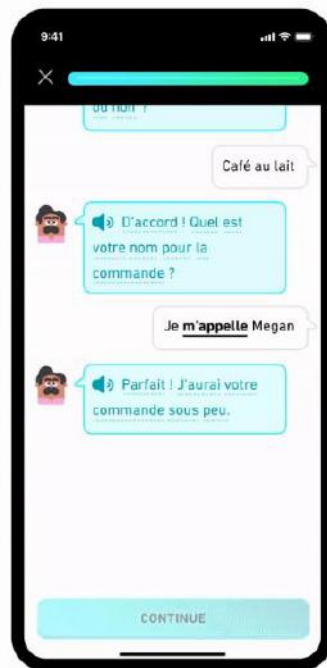 9:41
ou non ?
Café au lait
D'accord ! Quel est
votre nom pour la
commande ?
Je m'appelle Megan
Parfait ! J'aurai votre
commande sous peu.
CONTINUE